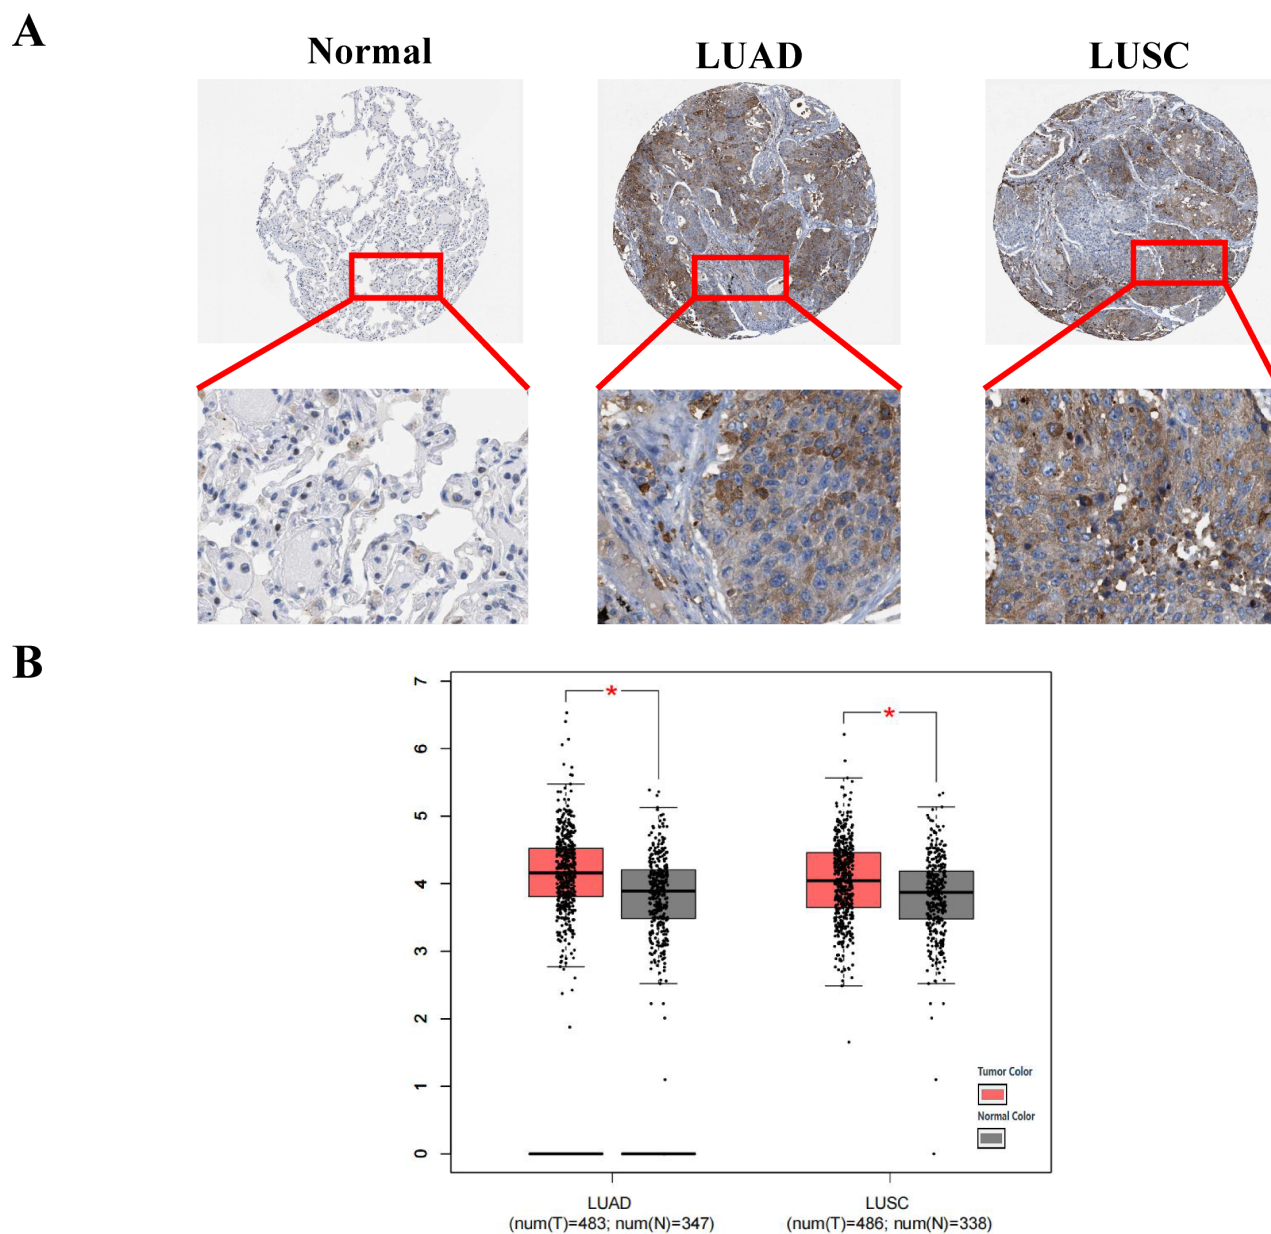 A
Normal
LUAD
LUSC
B
7
6
5
4
3
2
1
0
*
*
Tumor Color
Normal Color
LUAD
(num(T)=483; num(N)=347)
LUSC
(num(T)=486; num(N)=338)